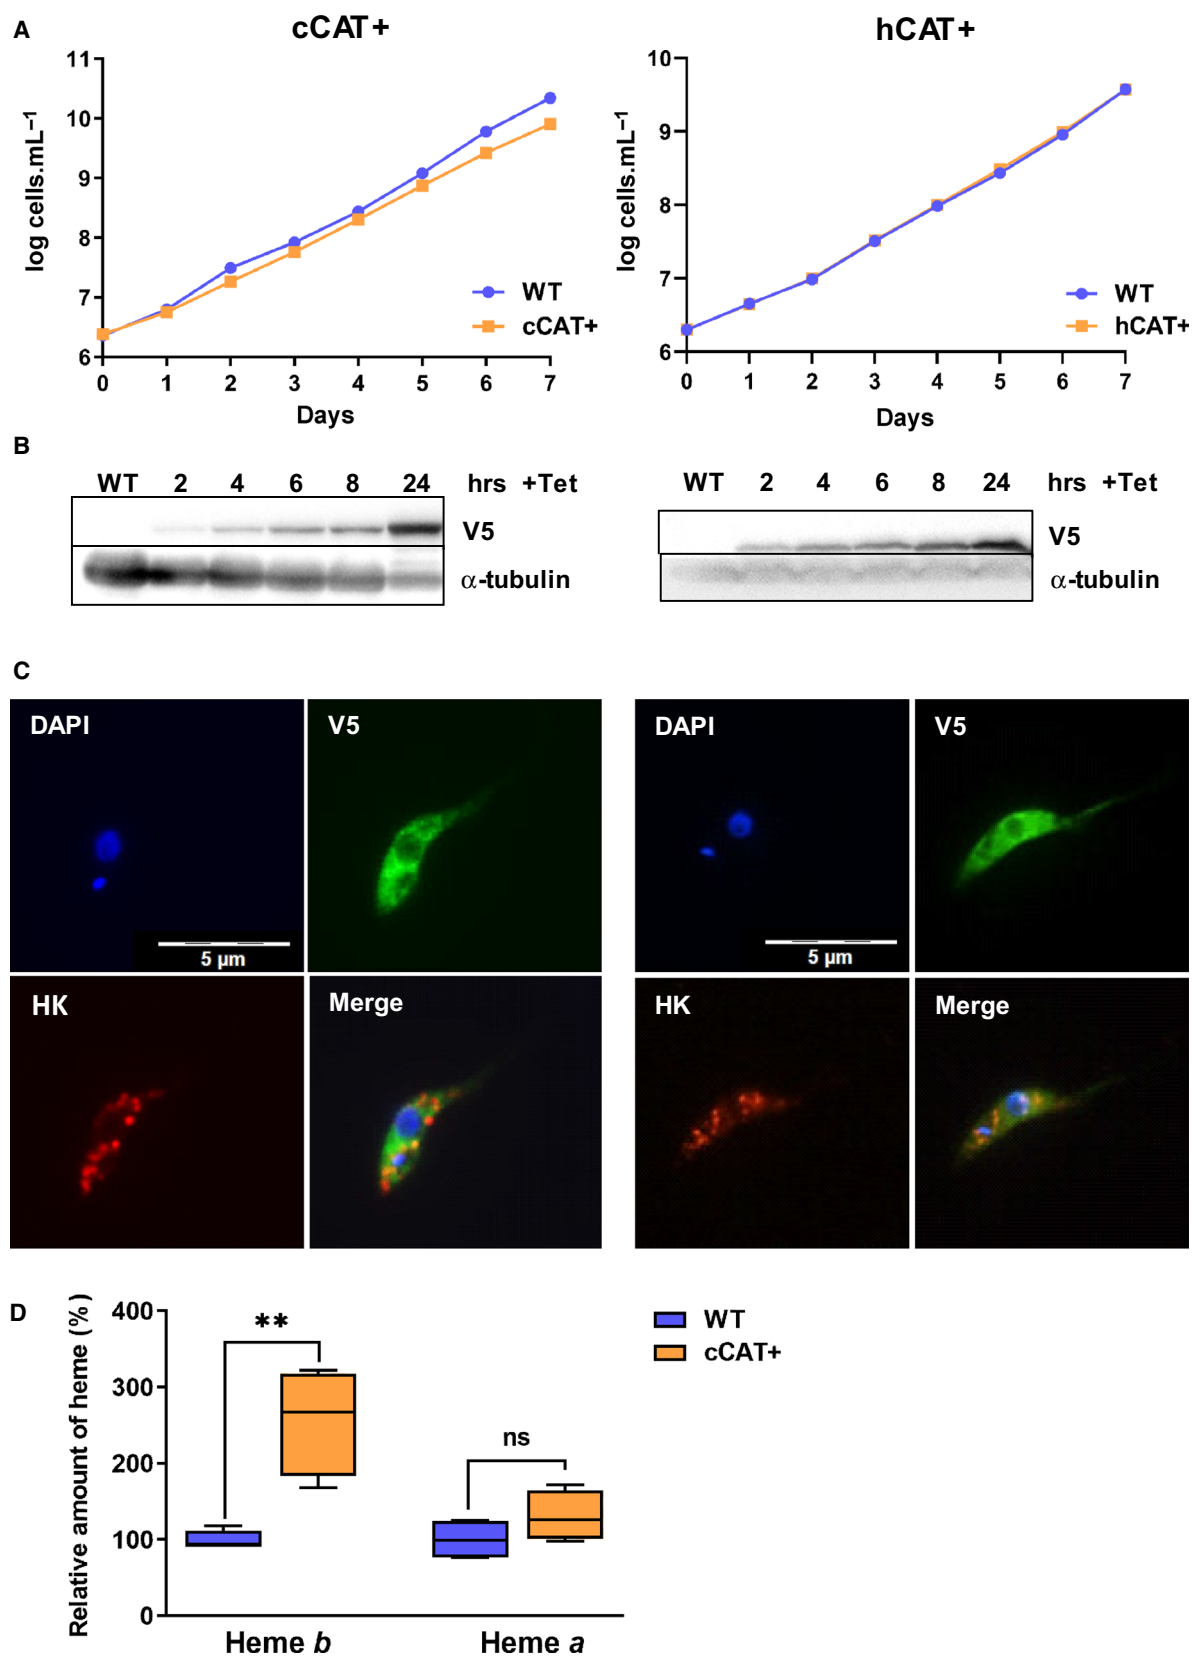 A
cCAT+
hCAT+
log cells.mL−1
11
10
9
8
7
6
0 1 2 3 4 5 6 7
Days
WT
cCAT+
log cells.mL−1
10
9
8
7
6
0 1 2 3 4 5 6 7
Days
WT
hCAT+
B
WT 2 4 6 8 24 hrs +Tet
V5
α-tubulin
WT 2 4 6 8 24 hrs +Tet
V5
α-tubulin
C
DAPI
V5
5 µm
HK
Merge
DAPI
V5
5 µm
HK
Merge
D
Relative amount of heme (%)
400
300
200
100
0
**
ns
Heme b
Heme a
WT
cCAT+